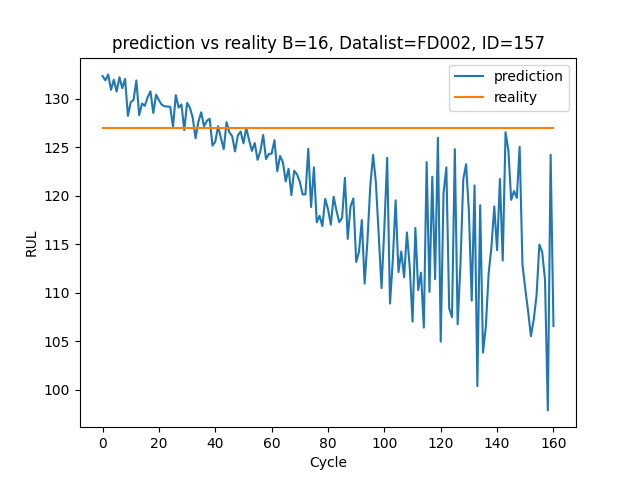 prediction vs reality B=16, Datalist=FD002, ID=157
prediction
reality
130
125
120
115
110
105
100
RUL
0 20 40 60 80 100 120 140 160
Cycle